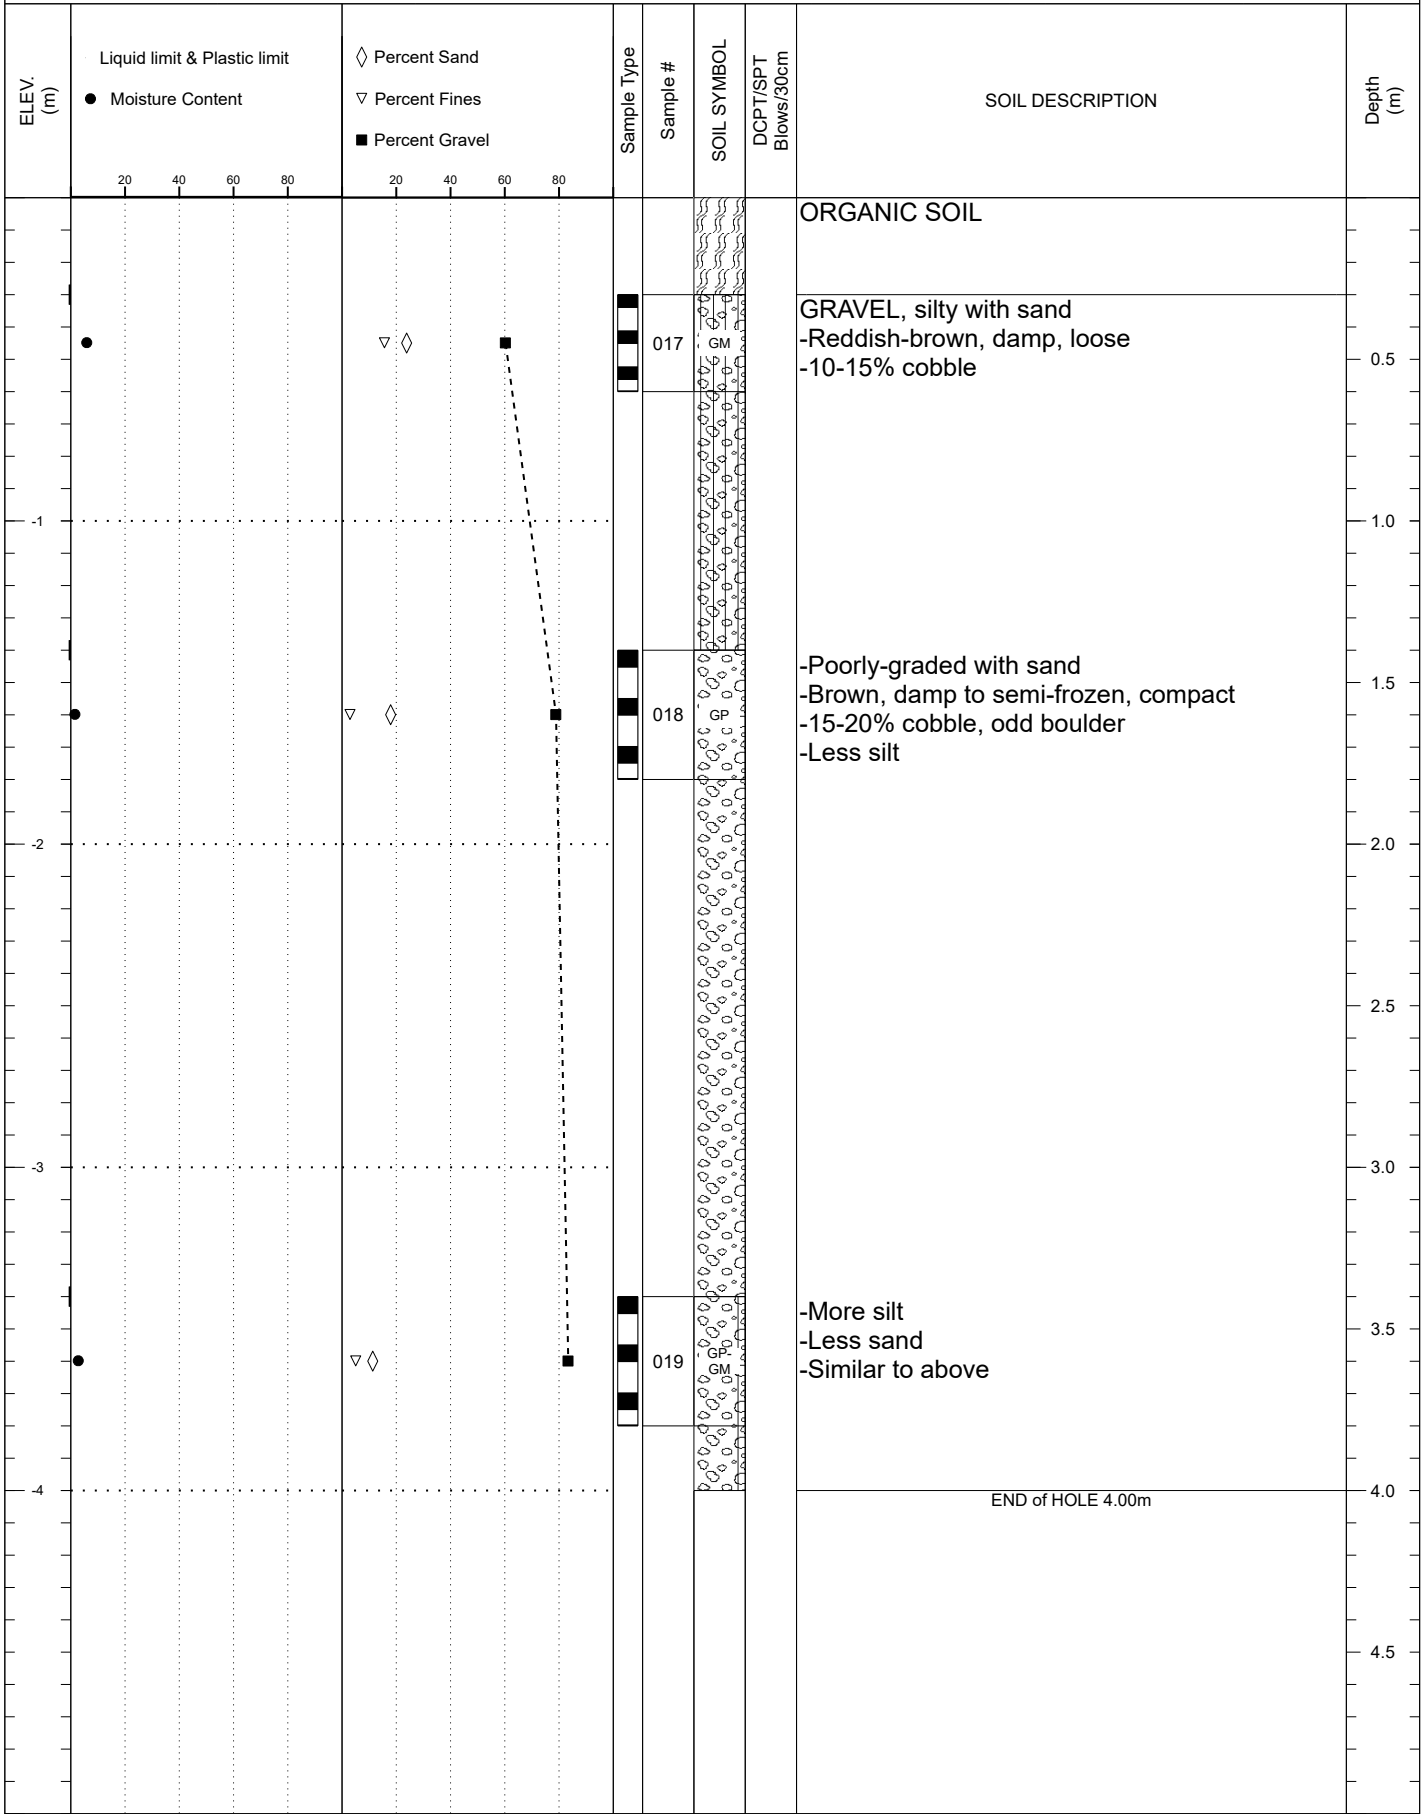 ELEV.
(m)
Liquid limit & Plastic limit
Moisture Content
Percent Sand
Percent Fines
Percent Gravel
Sample Type
Sample #
SOIL SYMBOL
DCPT/SPT
Blows/30cm
SOIL DESCRIPTION
Depth
(m)
20 40 60 80 20 40 60 80
ORGANIC SOIL
GRAVEL, silty with sand
-Reddish-brown, damp, loose
-10-15% cobble
017
GM
0.5
-1
1.0
-Poorly-graded with sand
-Brown, damp to semi-frozen, compact
-15-20% cobble, odd boulder
-Less silt
018
GP
1.5
-2
2.0
2.5
-3
3.0
-More silt
-Less sand
-Similar to above
019
GP-
GM
3.5
-4
END of HOLE 4.00m
4.0
4.5